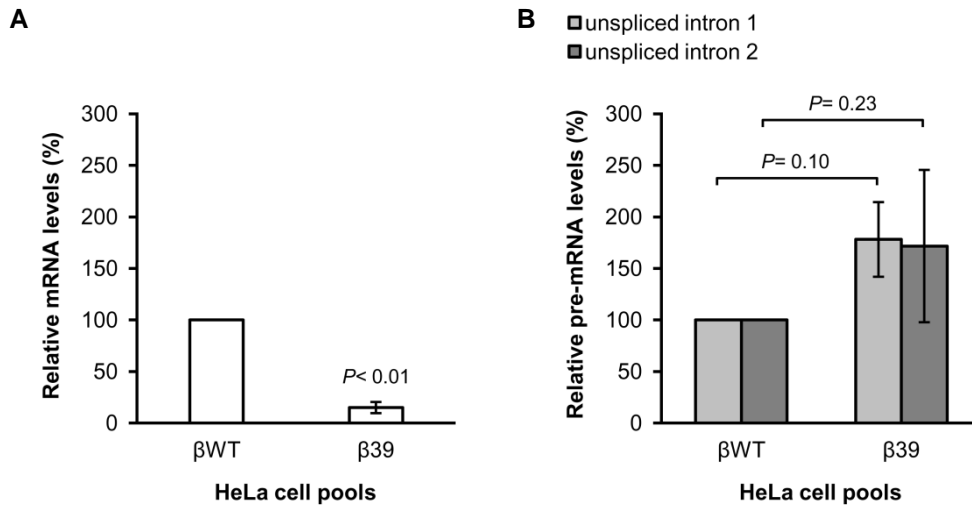 A
Relative mRNA levels (%)
300
250
200
150
100
50
0
P< 0.01
βWT
β39
HeLa cell pools
B
unspliced intron 1
unspliced intron 2
Relative pre-mRNA levels (%)
300
250
200
150
100
50
0
P= 0.23
P= 0.10
βWT
β39
HeLa cell pools